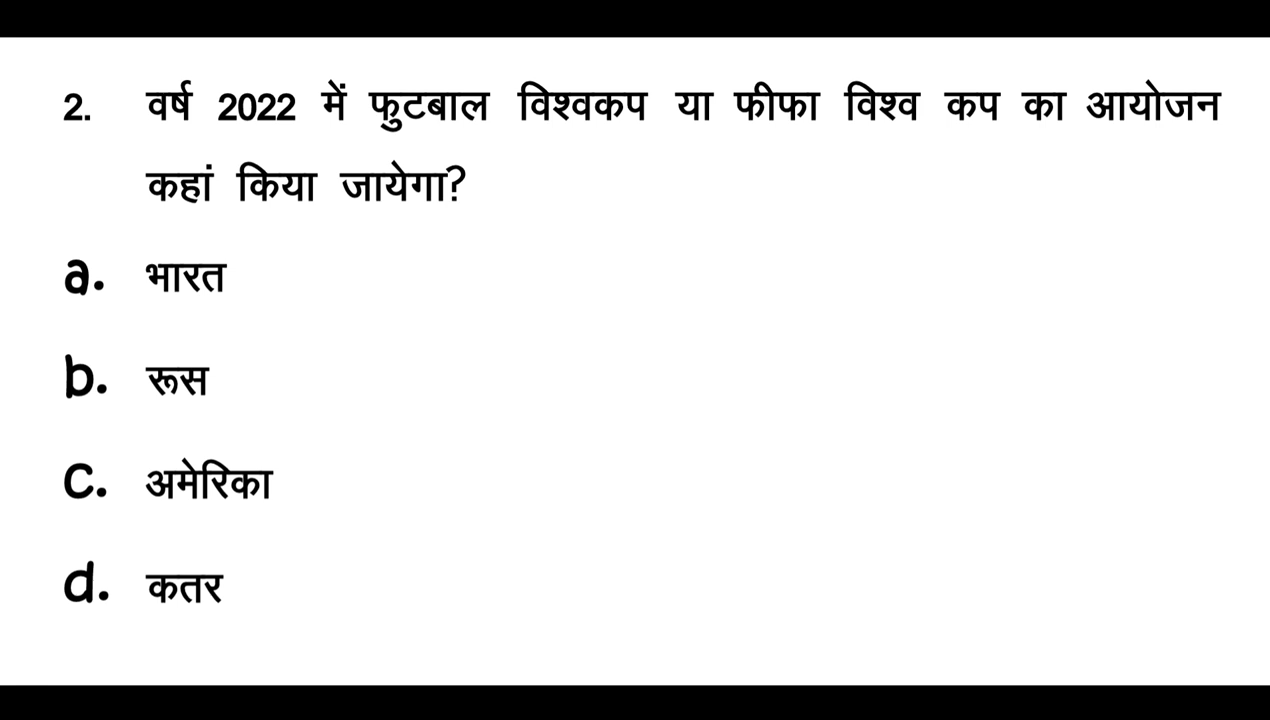 2. वर्ष 2022 में फुटबाल विश्वकप या फीफा विश्व कप का आयोजन
कहां किया जायेगा?
a. भारत
b. रूस
C. अमेरिका
d. कतर